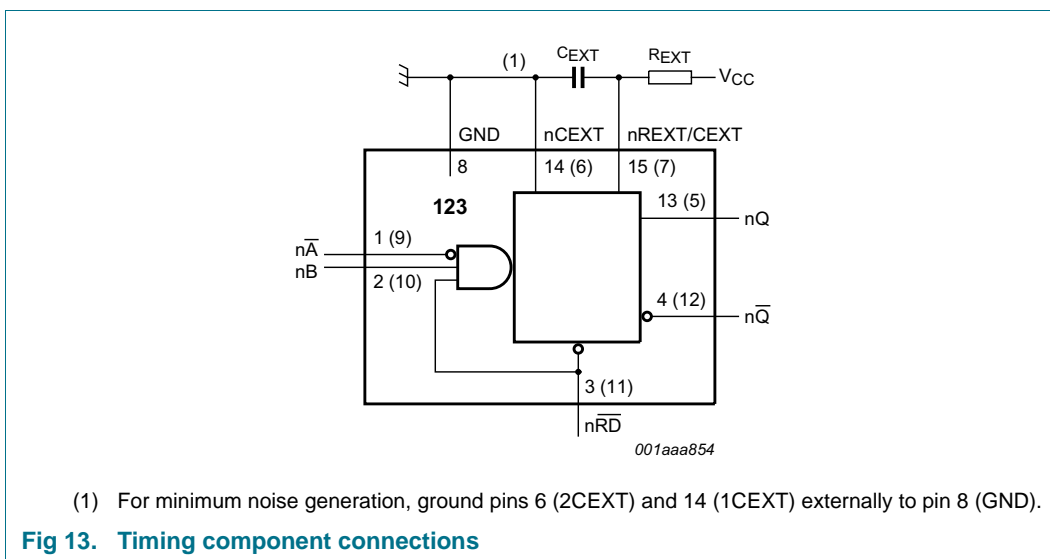 (1)
CEXT
REXT
VCC
GND
nCEXT
nREXT/CEXT
8
14 (6)
15 (7)
123
13 (5)
nQ
1 (9)
nA̅
nB
2 (10)
4 (12)
nQ̅
3 (11)
nR̅D̅
001aaa854
(1) For minimum noise generation, ground pins 6 (2CEXT) and 14 (1CEXT) externally to pin 8 (GND).
Fig 13. Timing component connections